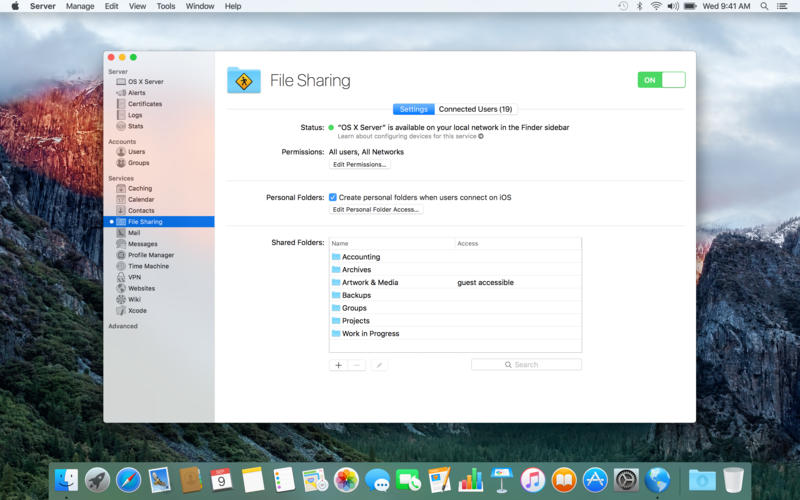 Server Manage Edit View Tools Window Help Wed 9:41 AM
Server
OS X Server
Alerts
Certificates
Logs
Stats
Accounts
Users
Groups
Services
Caching
Calendar
Contacts
File Sharing
Mail
Messages
Profile Manager
Time Machine
VPN
Websites
Wiki
Xcode
Advanced
File Sharing
ON
Settings Connected Users (19)
Status: “OS X Server” is available on your local network in the Finder sidebar
Learn about configuring devices for this service
Permissions: All users, All Networks
Edit Permissions...
Personal Folders: Create personal folders when users connect on iOS
Edit Personal Folder Access...
Shared Folders: Name Access
Accounting
Archives
Artwork & Media guest accessible
Backups
Groups
Projects
Work in Progress
Search
SEP
9